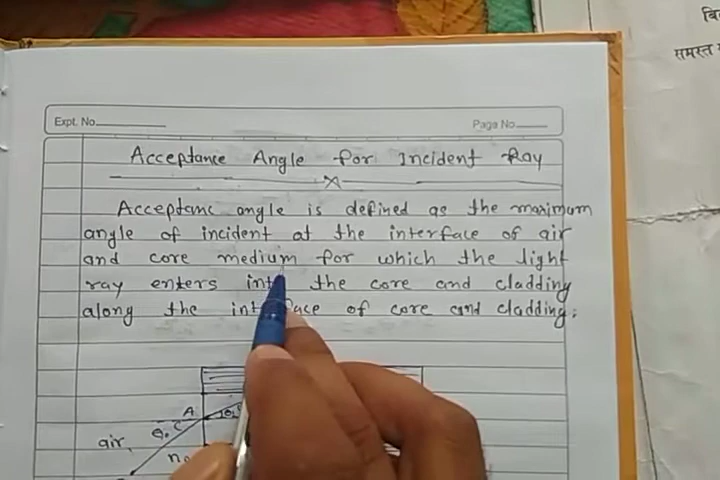 बि
समस्त
Expt. No. Page No.
Acceptance Angle for Incident Ray
Acceptanc angle is defined as the maximum
angle of incident at the interface of air
and core medium for which the light
ray enters into the core and cladding
along the interface of core and cladding.
A
air,